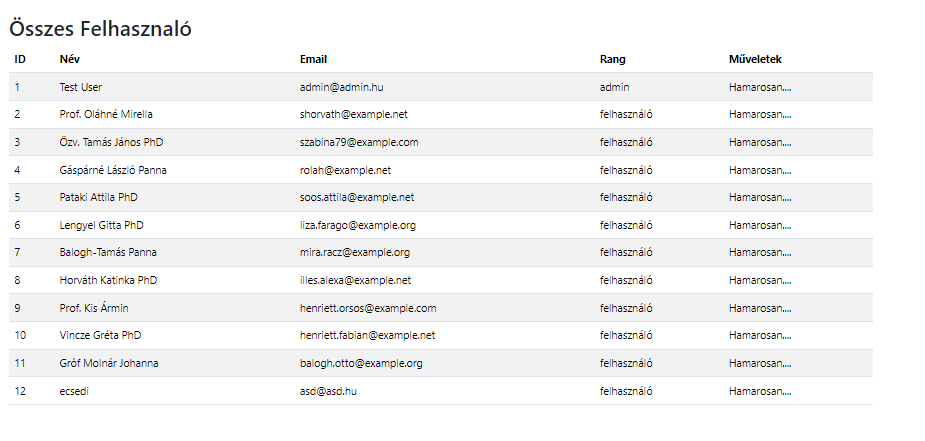 Összes Felhasznaló
ID Név Email Rang Műveletek
1 Test User admin@admin.hu admin Hamarosan....
2 Prof. Oláhné Mirella shorvath@example.net felhasználó Hamarosan....
3 Özv. Tamás János PhD szabina79@example.com felhasználó Hamarosan....
4 Gáspárné László Panna rolah@example.net felhasználó Hamarosan....
5 Pataki Attila PhD soos.attila@example.net felhasználó Hamarosan....
6 Lengyel Gitta PhD liza.farago@example.org felhasználó Hamarosan....
7 Balogh-Tamás Panna mira.racz@example.org felhasználó Hamarosan....
8 Horváth Katinka PhD illes.alexa@example.net felhasználó Hamarosan....
9 Prof. Kis Ármin henriett.orsos@example.com felhasználó Hamarosan....
10 Vincze Gréta PhD henriett.fabian@example.net felhasználó Hamarosan....
11 Gróf Molnár Johanna balogh.otto@example.org felhasználó Hamarosan....
12 ecsedi asd@asd.hu felhasználó Hamarosan....